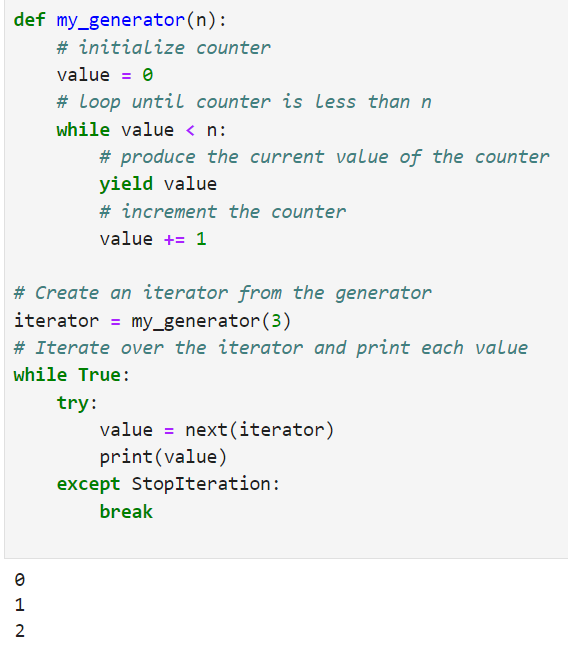 def my_generator(n):
    # initialize counter
    value = 0
    # loop until counter is less than n
    while value < n:
        # produce the current value of the counter
        yield value
        # increment the counter
        value += 1

# Create an iterator from the generator
iterator = my_generator(3)
# Iterate over the iterator and print each value
while True:
    try:
        value = next(iterator)
        print(value)
    except StopIteration:
        break

0
1
2